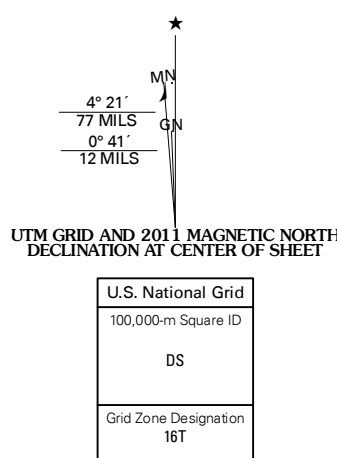 ★
MN
4° 21´
77 MILS
GN
0° 41´
12 MILS
UTM GRID AND 2011 MAGNETIC NORTH
DECLINATION AT CENTER OF SHEET
U.S. National Grid
100,000-m Square ID
DS
Grid Zone Designation
16T